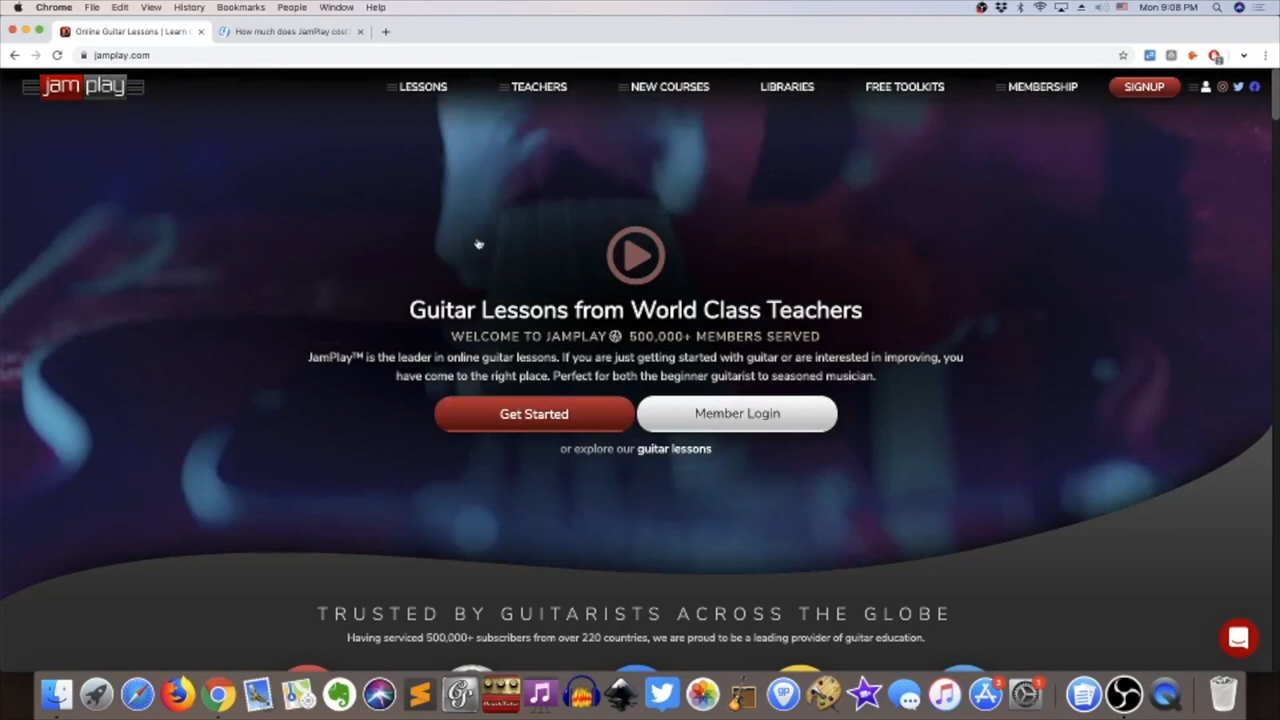 Chrome File Edit View History Bookmarks People Window Help Mon 9:08 PM
Online Guitar Lessons | Learn How much does JamPlay cost
jamplay.com
jam play LESSONS TEACHERS NEW COURSES LIBRARIES FREE TOOLKITS MEMBERSHIP SIGNUP
Guitar Lessons from World Class Teachers
WELCOME TO JAMPLAY 500,000+ MEMBERS SERVED
JamPlay™ is the leader in online guitar lessons. If you are just getting started with guitar or are interested in improving, you
have come to the right place. Perfect for both the beginner guitarist to seasoned musician.
Get Started Member Login
or explore our guitar lessons
TRUSTED BY GUITARISTS ACROSS THE GLOBE
Having serviced 500,000+ subscribers from over 220 countries, we are proud to be a leading provider of guitar education.